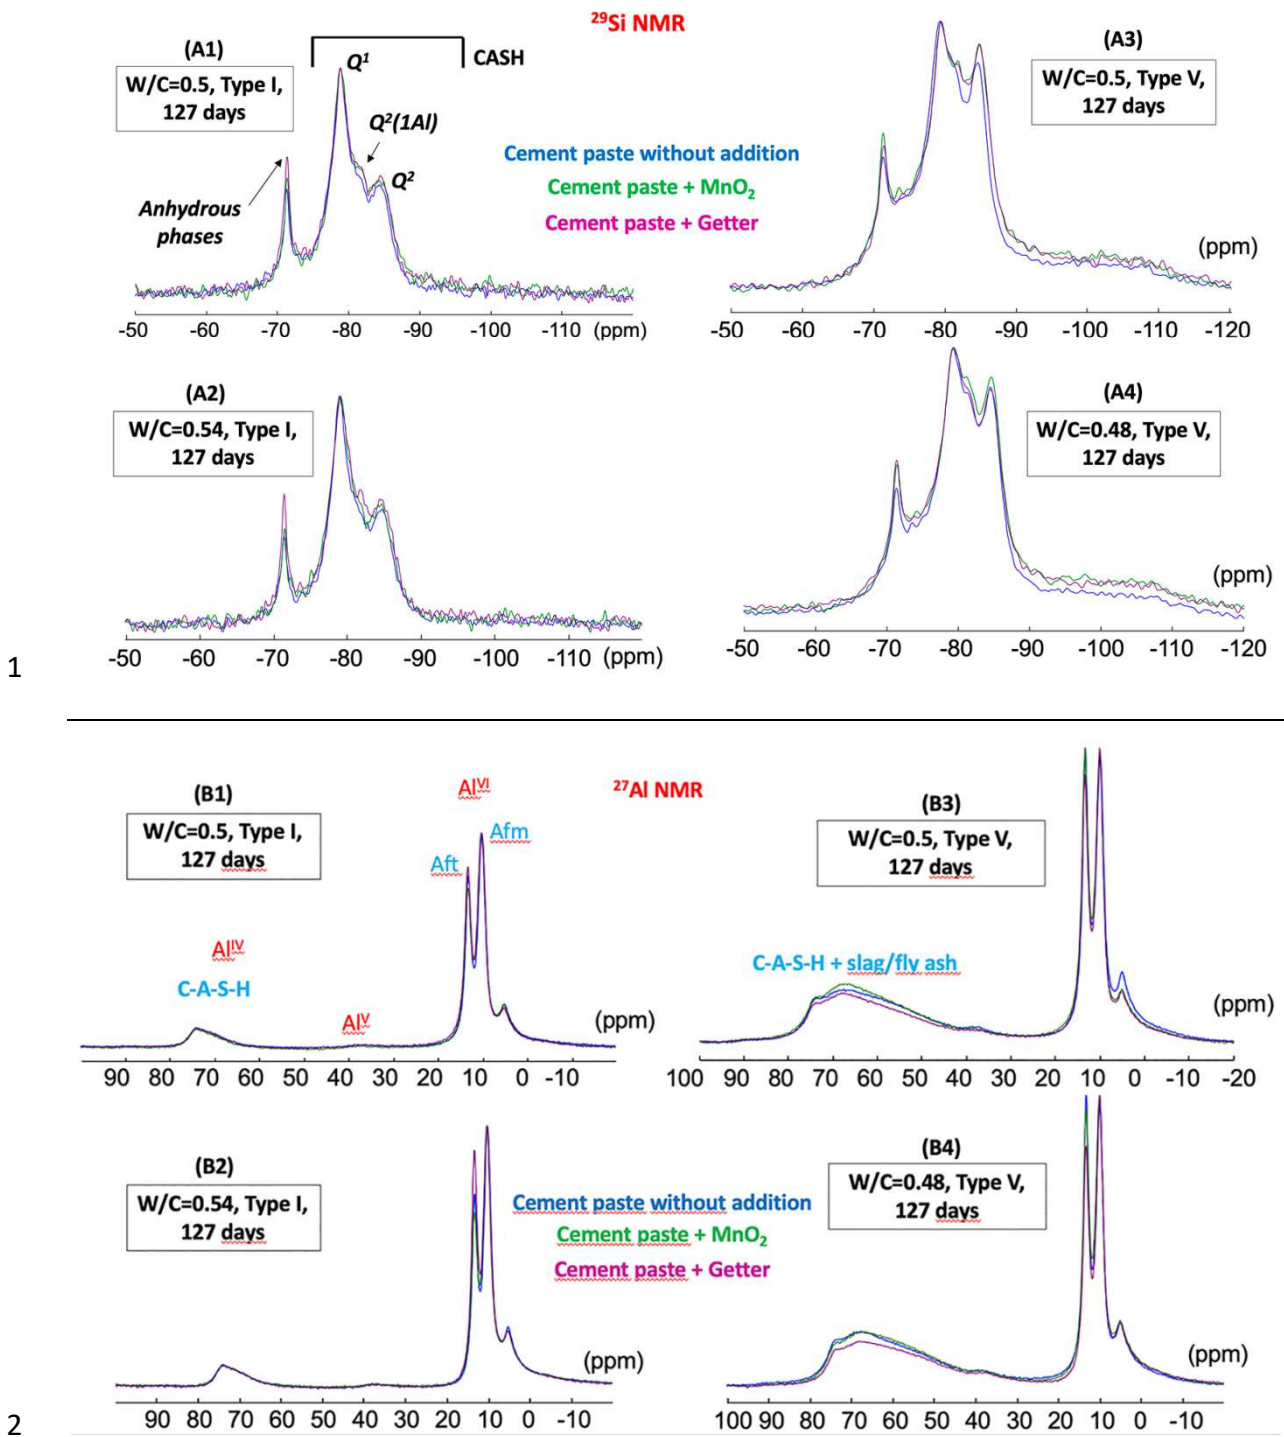 ²⁹Si NMR
(A1)
W/C=0.5, Type I,
127 days
Q¹
CASH
Q²(1Al)
Q²
Anhydrous
phases
-50 -60 -70 -80 -90 -100 -110 (ppm)
Cement paste without addition
Cement paste + MnO₂
Cement paste + Getter
(A3)
W/C=0.5, Type V,
127 days
(ppm)
-50 -60 -70 -80 -90 -100 -110 -120
(A2)
W/C=0.54, Type I,
127 days
-50 -60 -70 -80 -90 -100 -110 (ppm)
(A4)
W/C=0.48, Type V,
127 days
(ppm)
-50 -60 -70 -80 -90 -100 -110 -120
1
²⁷Al NMR
(B1)
W/C=0.5, Type I,
127 days
Alⱽᴵ
Afm
Aft
Alᴵⱽ
C-A-S-H
Alⱽ
(ppm)
90 80 70 60 50 40 30 20 10 0 -10
(B3)
W/C=0.5, Type V,
127 days
C-A-S-H + slag/fly ash
(ppm)
100 90 80 70 60 50 40 30 20 10 0 -10 -20
(B2)
W/C=0.54, Type I,
127 days
(ppm)
90 80 70 60 50 40 30 20 10 0 -10
Cement paste without addition
Cement paste + MnO₂
Cement paste + Getter
(B4)
W/C=0.48, Type V,
127 days
(ppm)
100 90 80 70 60 50 40 30 20 10 0 -10
2